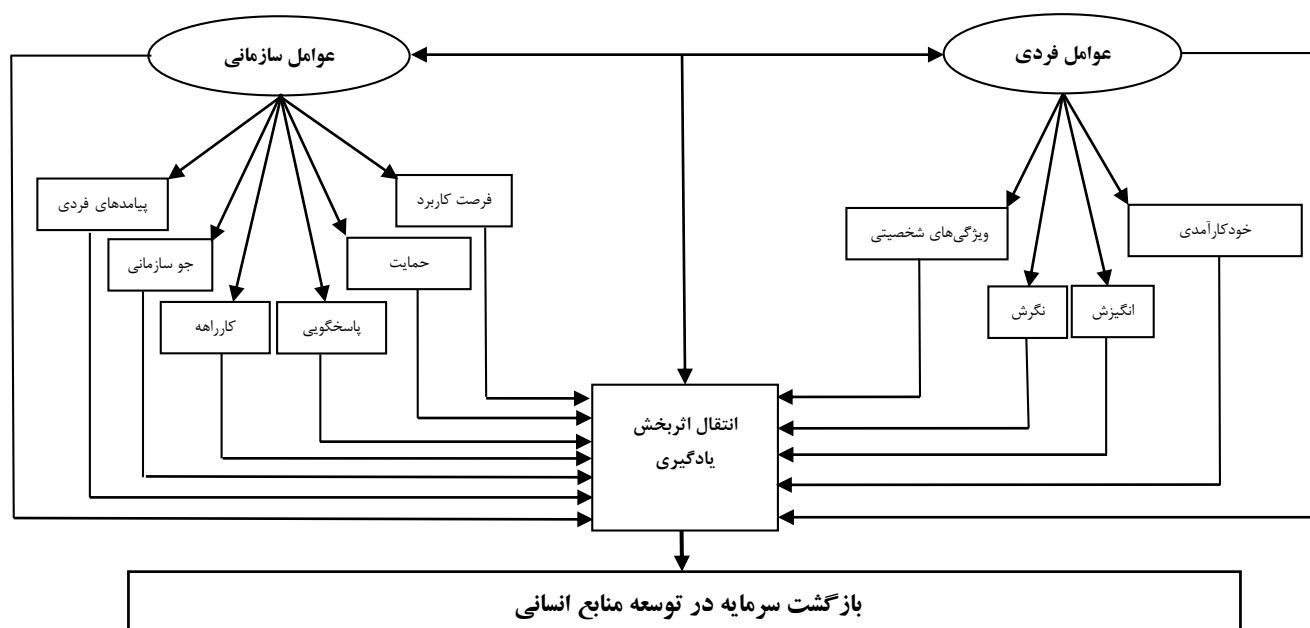 عوامل فردی
عوامل سازمانی
خودکارآمدی
انگیزش
نگرش
ویژگی‌های شخصیتی
فرصت کاربرد
حمایت
پاسخگویی
کارراهه
جو سازمانی
پیامدهای فردی
انتقال اثربخش
یادگیری
بازگشت سرمایه در توسعه منابع انسانی